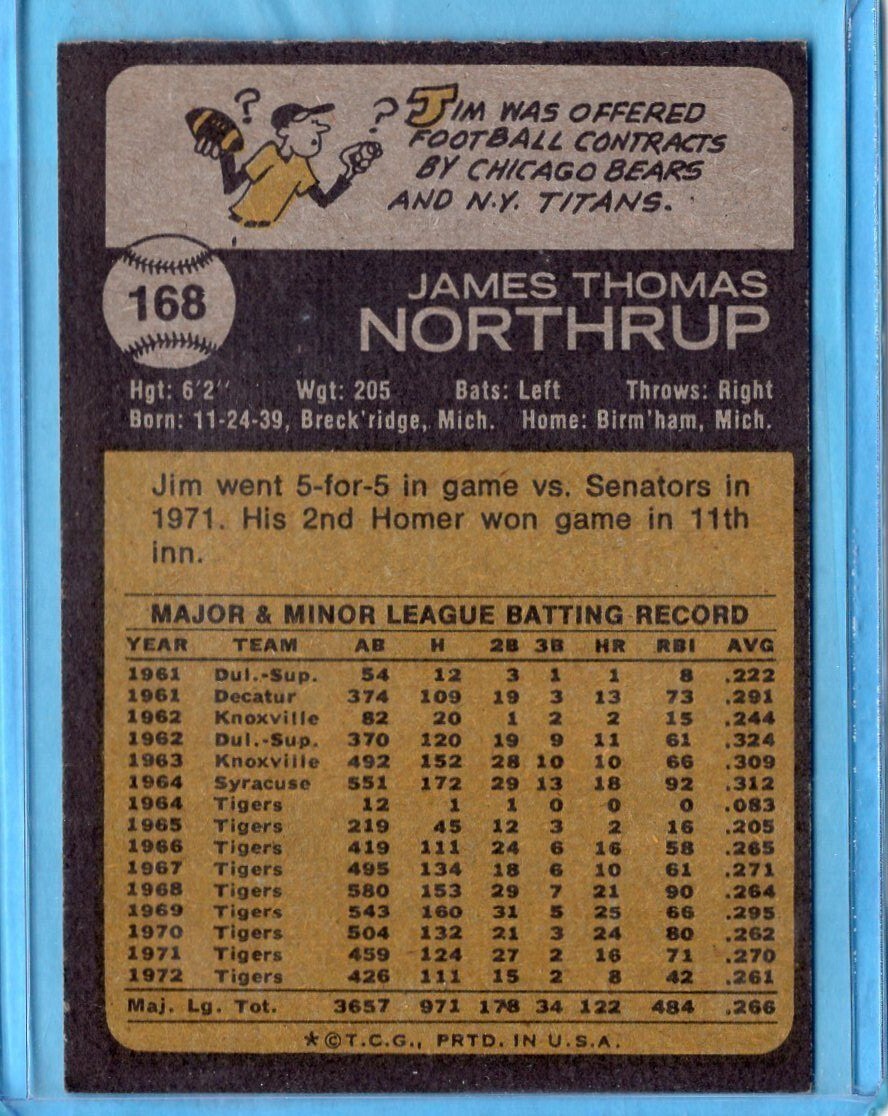 ? ? JIM WAS OFFERED
FOOTBALL CONTRACTS
BY CHICAGO BEARS
AND N.Y. TITANS.
168
JAMES THOMAS
NORTHRUP
Hgt: 6'2" Wgt: 205 Bats: Left Throws: Right
Born: 11-24-39, Breck'ridge, Mich. Home: Birm'ham, Mich.
Jim went 5-for-5 in game vs. Senators in
1971. His 2nd Homer won game in 11th
inn.
MAJOR & MINOR LEAGUE BATTING RECORD
YEAR TEAM AB H 2B 3B HR RBI AVG
1961 Dul.-Sup. 54 12 3 1 1 8 .222
1961 Decatur 374 109 19 3 13 73 .291
1962 Knoxville 82 20 1 2 2 15 .244
1962 Dul.-Sup. 370 120 19 9 11 61 .324
1963 Knoxville 492 152 28 10 10 66 .309
1964 Syracuse 551 172 29 13 18 92 .312
1964 Tigers 12 1 1 0 0 0 .083
1965 Tigers 219 45 12 3 2 16 .205
1966 Tigers 419 111 24 6 16 58 .265
1967 Tigers 495 134 18 6 10 61 .271
1968 Tigers 580 153 29 7 21 90 .264
1969 Tigers 543 160 31 5 25 66 .295
1970 Tigers 504 132 21 3 24 80 .262
1971 Tigers 459 124 27 2 16 71 .270
1972 Tigers 426 111 15 2 8 42 .261
Maj. Lg. Tot. 3657 971 178 34 122 484 .266
*©T.C.G., PRTD. IN U.S.A.